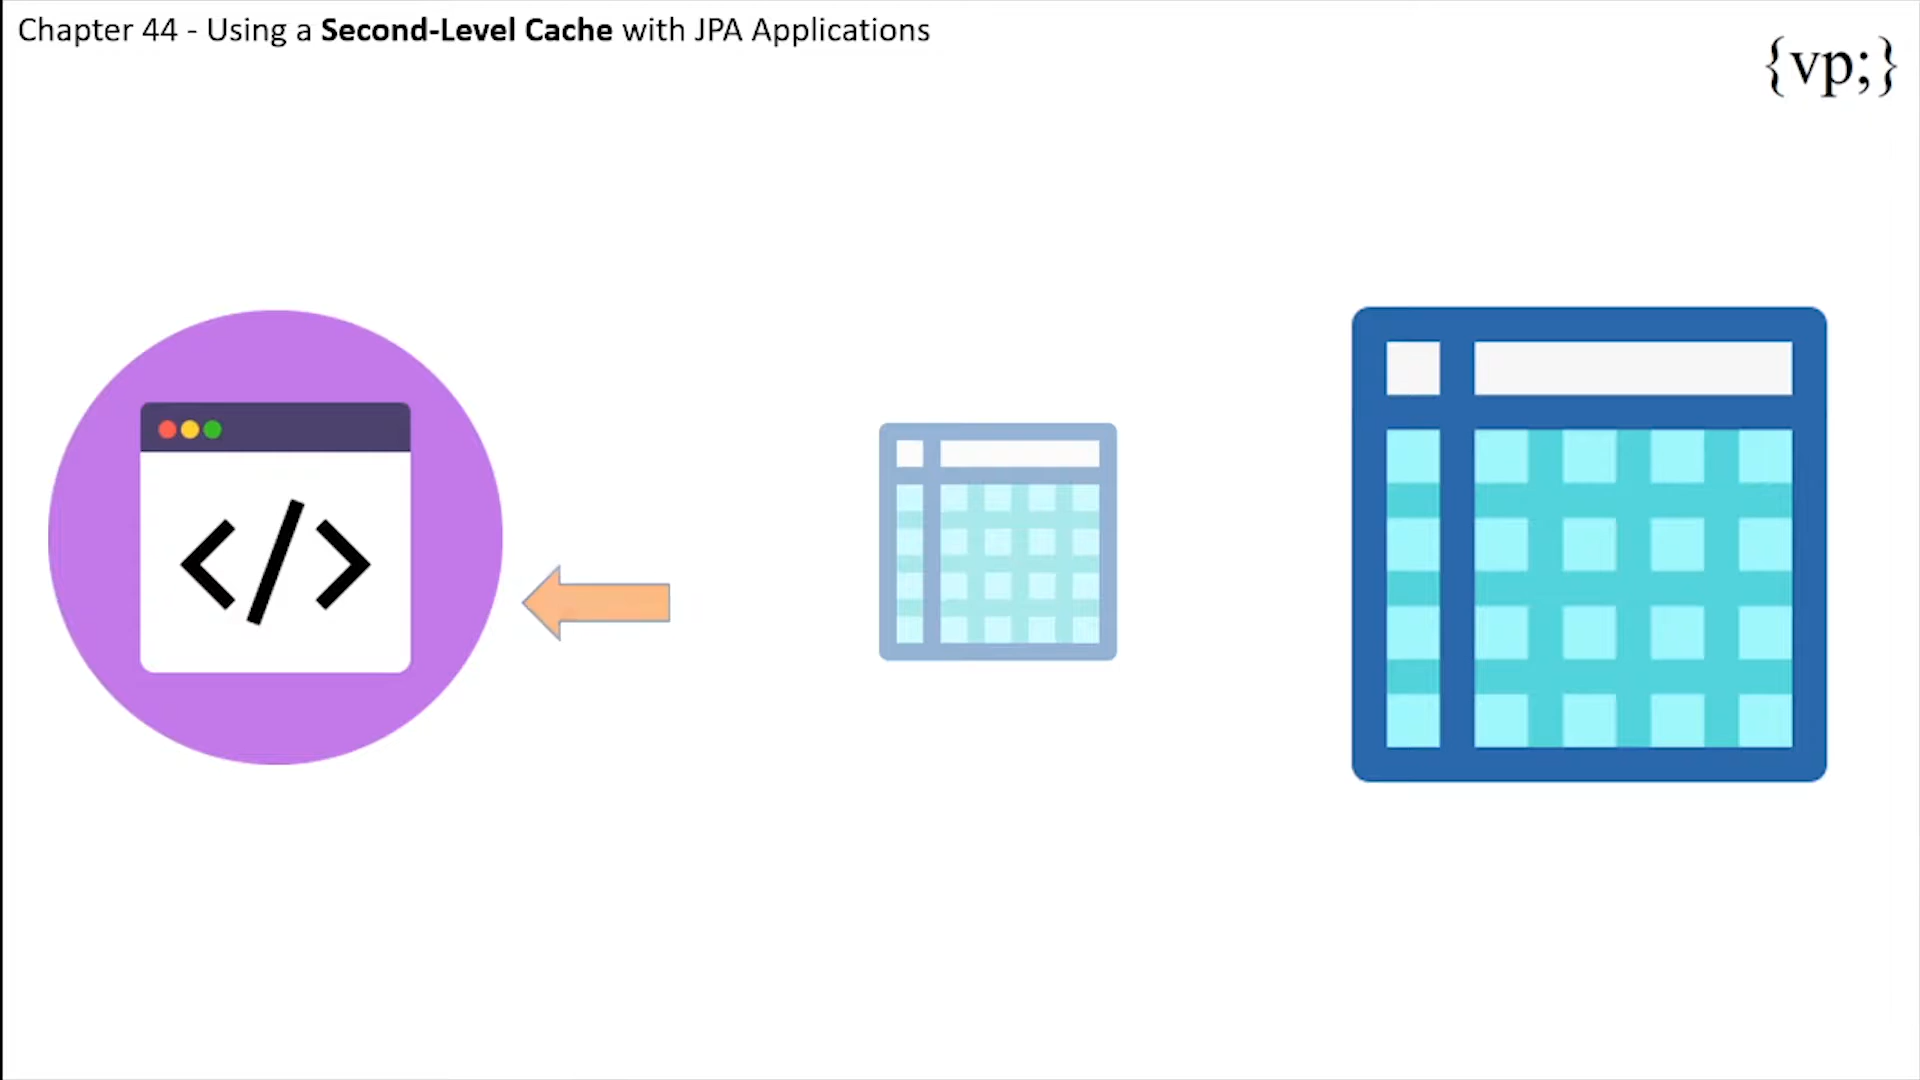 Chapter 44 - Using a Second-Level Cache with JPA Applications
{vp;}
</>